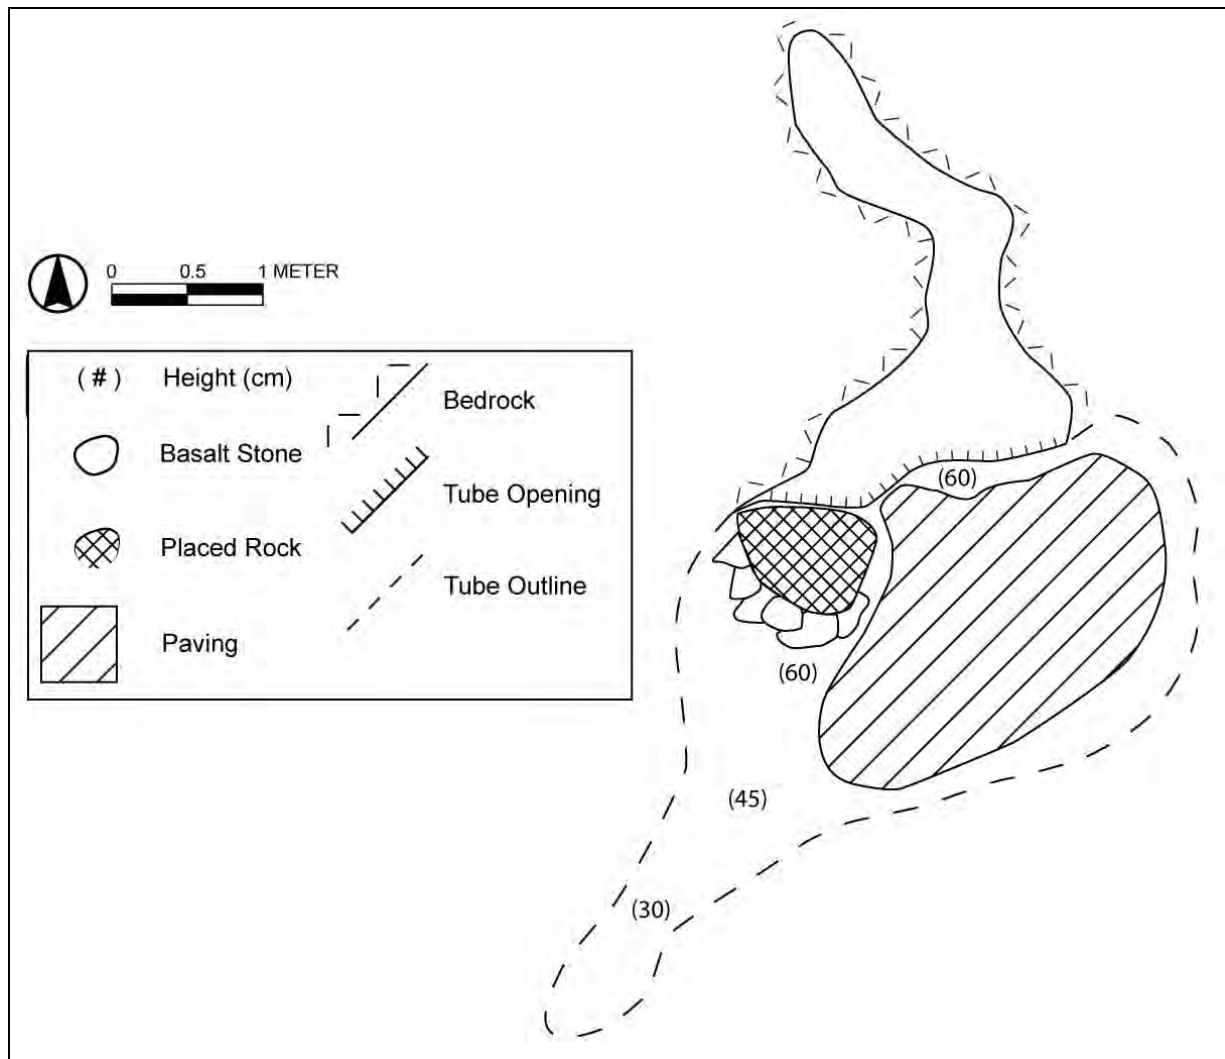 0 0.5 1 METER
( # ) Height (cm)
Basalt Stone
Placed Rock
Paving
Bedrock
Tube Opening
Tube Outline
(60)
(60)
(45)
(30)